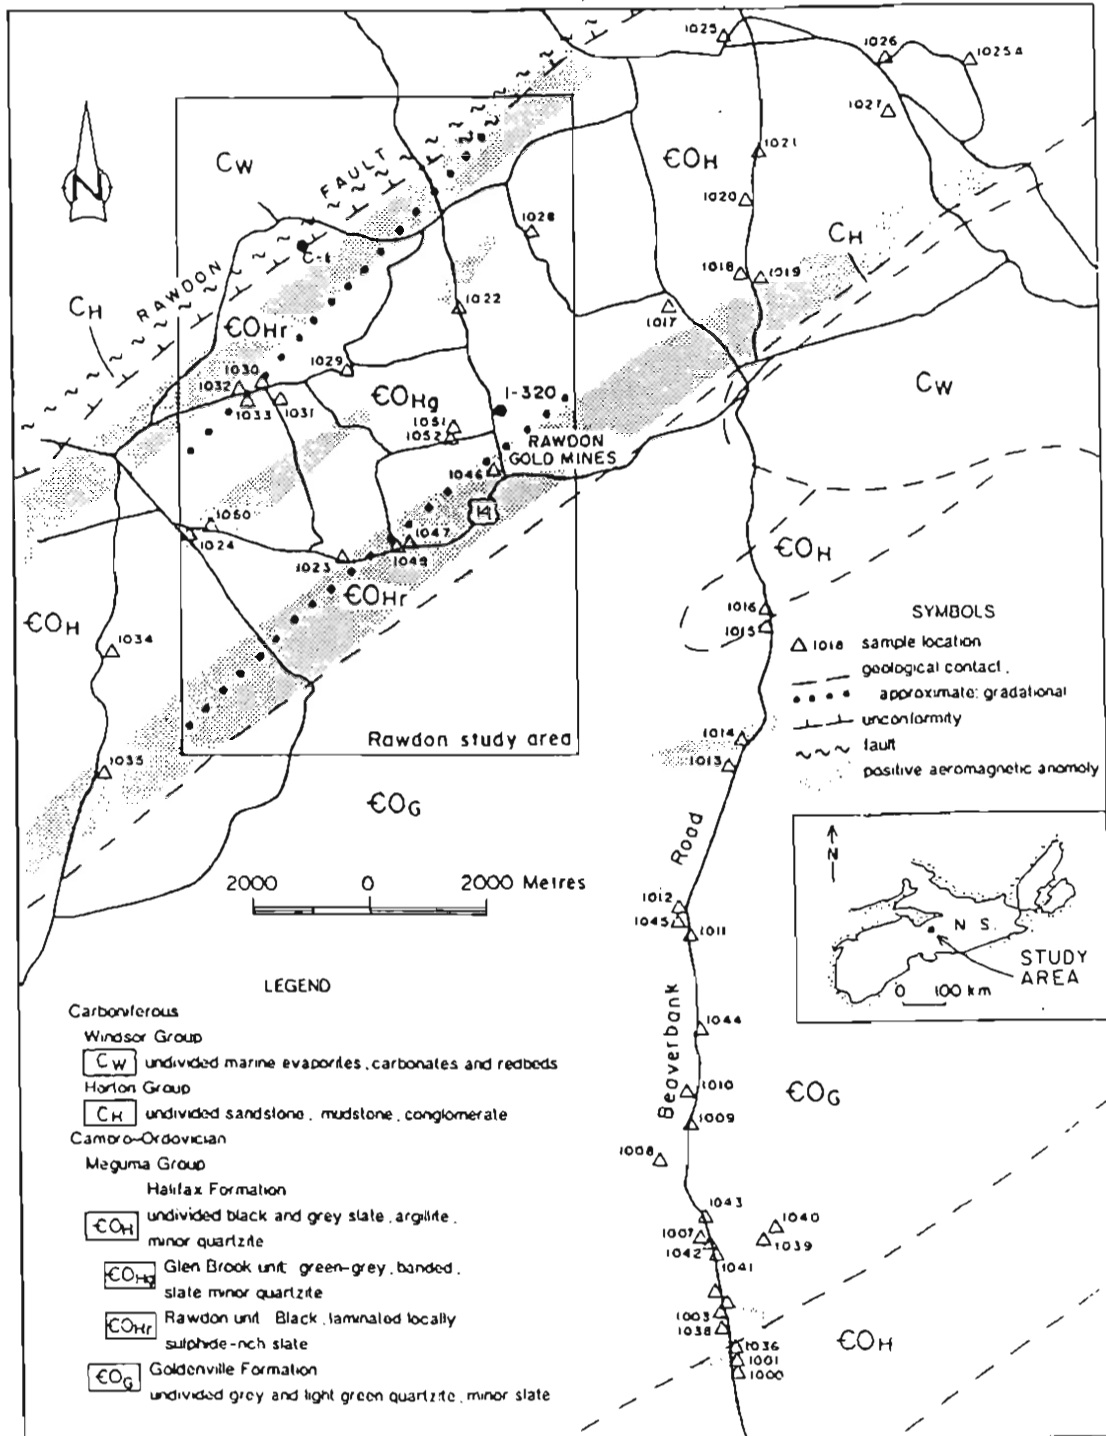 1025
1026
1025A
1027
CW
FAULT
1021
€OH
1020
1028
CH
C-t
RAWDON
1018
1019
CH
1022
1017
€OHr
1029
1030
1032
1033
1031
€OHg
1-320
CW
1051
1052
RAWDON
GOLD MINES
1046
14
1060
1024
1047
1049
1023
€OH
€OHr
€OH
1034
1016
1015
SYMBOLS
1018 sample location
geological contact,
approximate: gradational
unconformity
fault
positive aeromagnetic anomaly
1014
1013
Rawdon study area
1035
€OG
Road
2000 0 2000 Metres
N
N S.
STUDY
AREA
0 100 km
1012
1045
1011
LEGEND
Carboniferous
Windsor Group
CW undivided marine evaporites, carbonates and redbeds
Horton Group
CH undivided sandstone, mudstone, conglomerate
Cambro-Ordovician
Meguma Group
Halifax Formation
€OH undivided black and grey slate, argillite,
minor quartzite
€OHg Glen Brook unit green-grey, banded,
slate minor quartzite
€OHr Rawdon unit Black, laminated locally
sulphide-rich slate
€OG Goldenville Formation
undivided grey and light green quartzite, minor slate
Beaverbank
1044
1010
1009
€OG
1008
1043
1040
1007
1039
1042
1041
1003
1038
1036
1001
1000
€OH
N